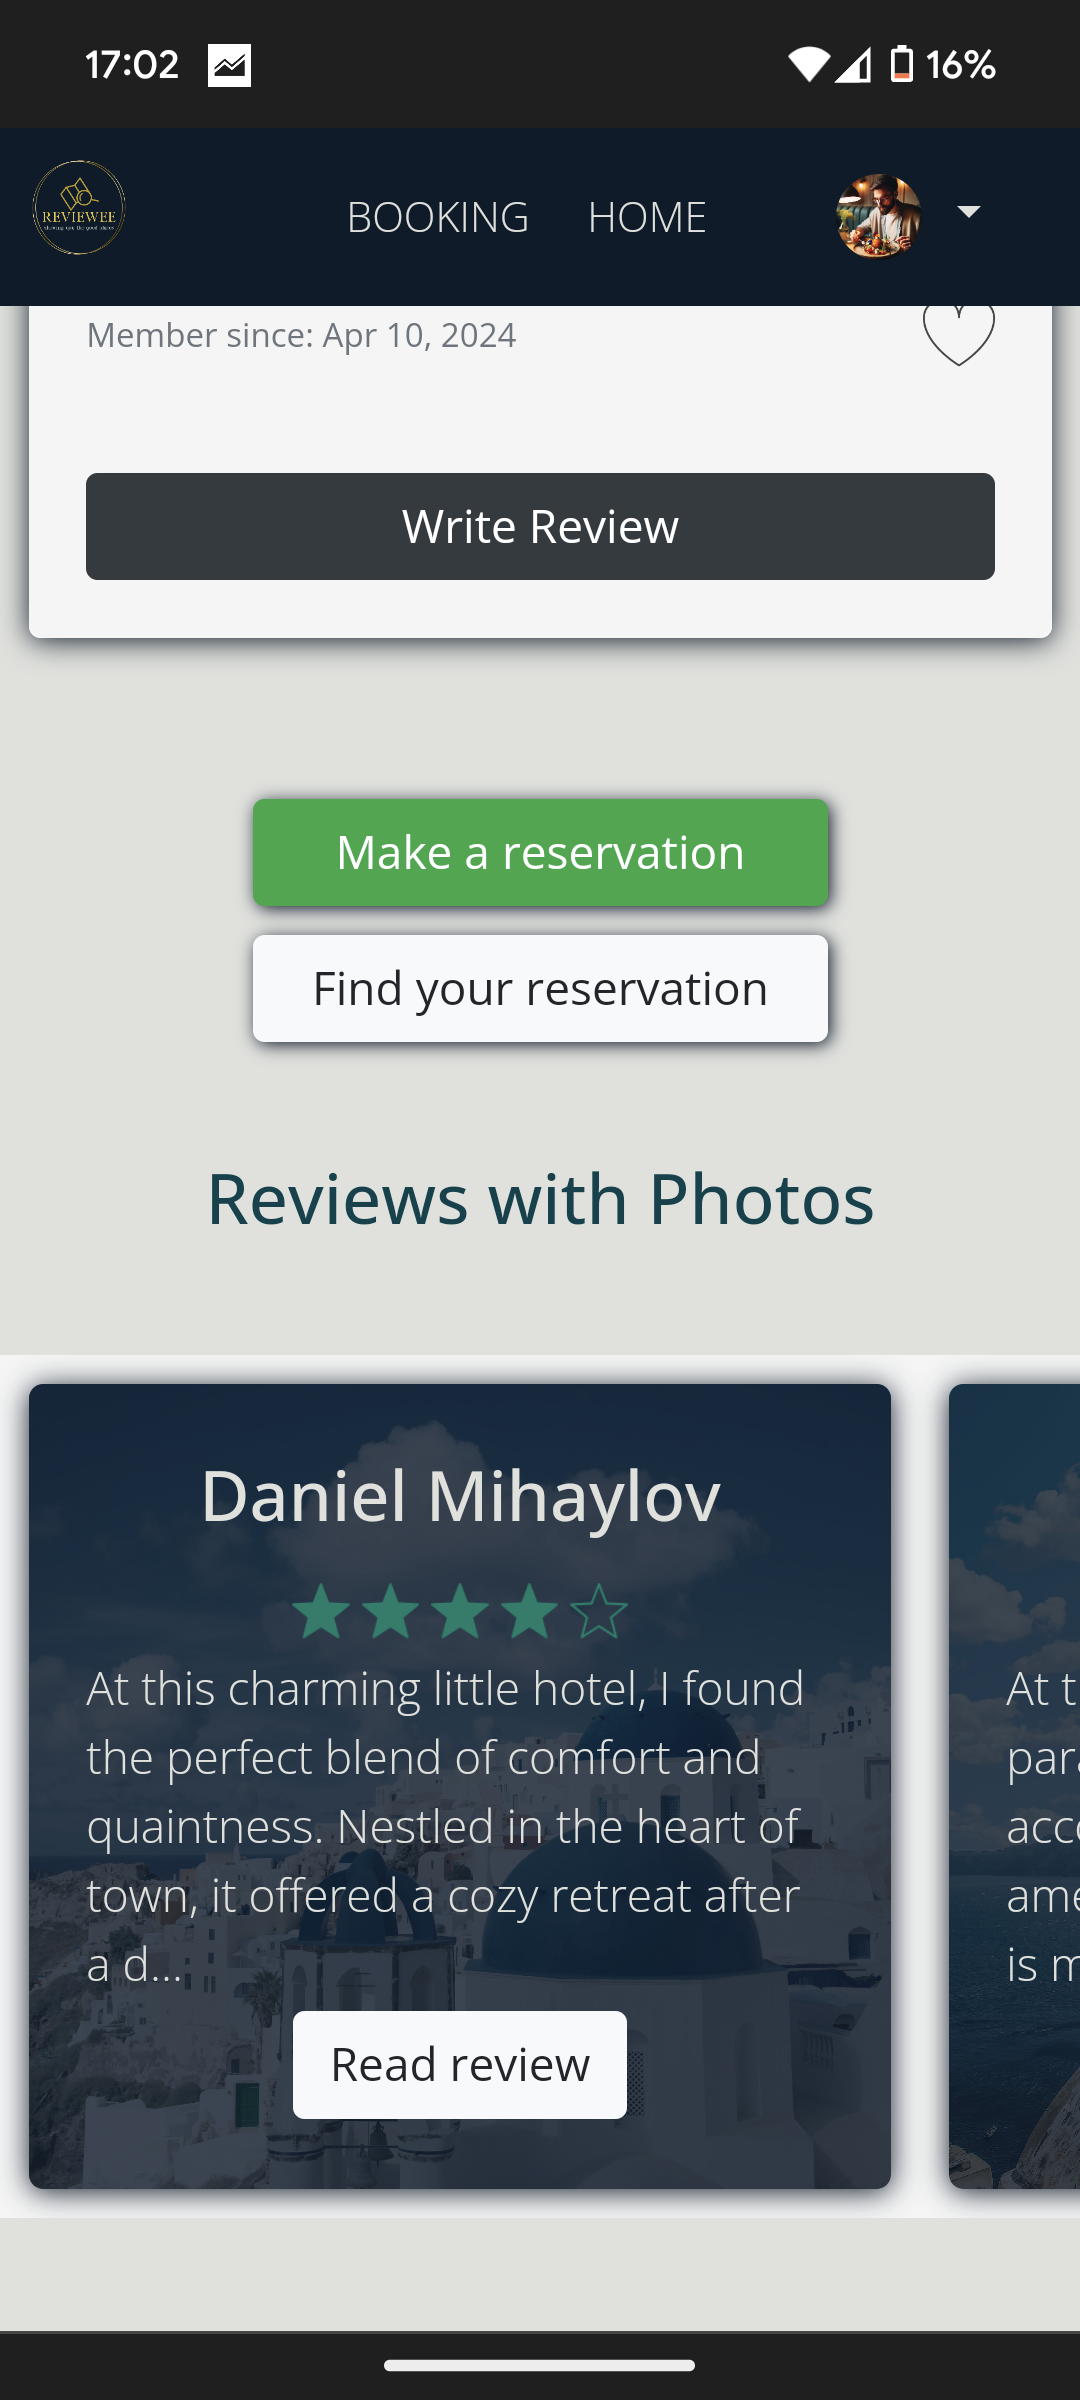 17:02
16%
REVIEWEE
BOOKING
HOME
Member since: Apr 10, 2024
Write Review
Make a reservation
Find your reservation
Reviews with Photos
Daniel Mihaylov
At this charming little hotel, I found
the perfect blend of comfort and
quaintness. Nestled in the heart of
town, it offered a cozy retreat after
a d...
Read review
At t
para
acco
ame
is m